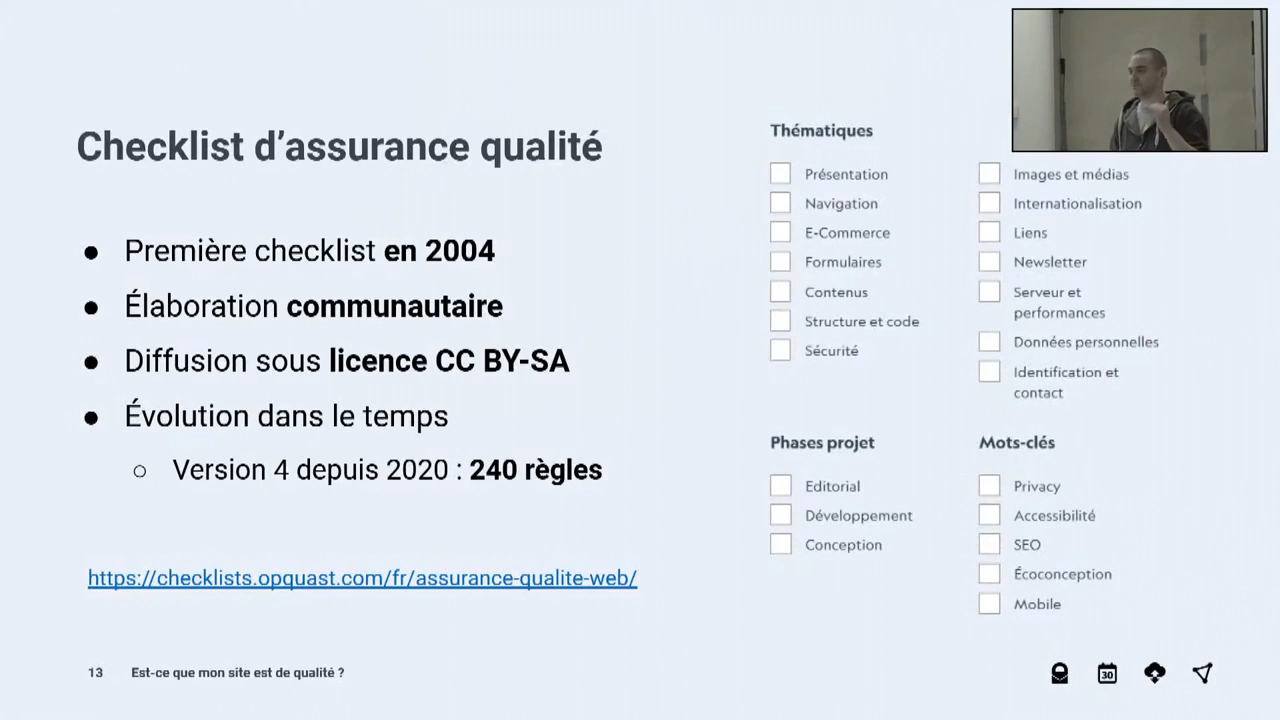 Checklist d’assurance qualité
● Première checklist en 2004
● Élaboration communautaire
● Diffusion sous licence CC BY-SA
● Évolution dans le temps
○ Version 4 depuis 2020 : 240 règles
https://checklists.opquast.com/fr/assurance-qualite-web/
Thématiques
Présentation
Navigation
E-Commerce
Formulaires
Contenus
Structure et code
Sécurité
Images et médias
Internationalisation
Liens
Newsletter
Serveur et
performances
Données personnelles
Identification et
contact
Phases projet
Editorial
Développement
Conception
Mots-clés
Privacy
Accessibilité
SEO
Écoconception
Mobile
13 Est-ce que mon site est de qualité ?
30